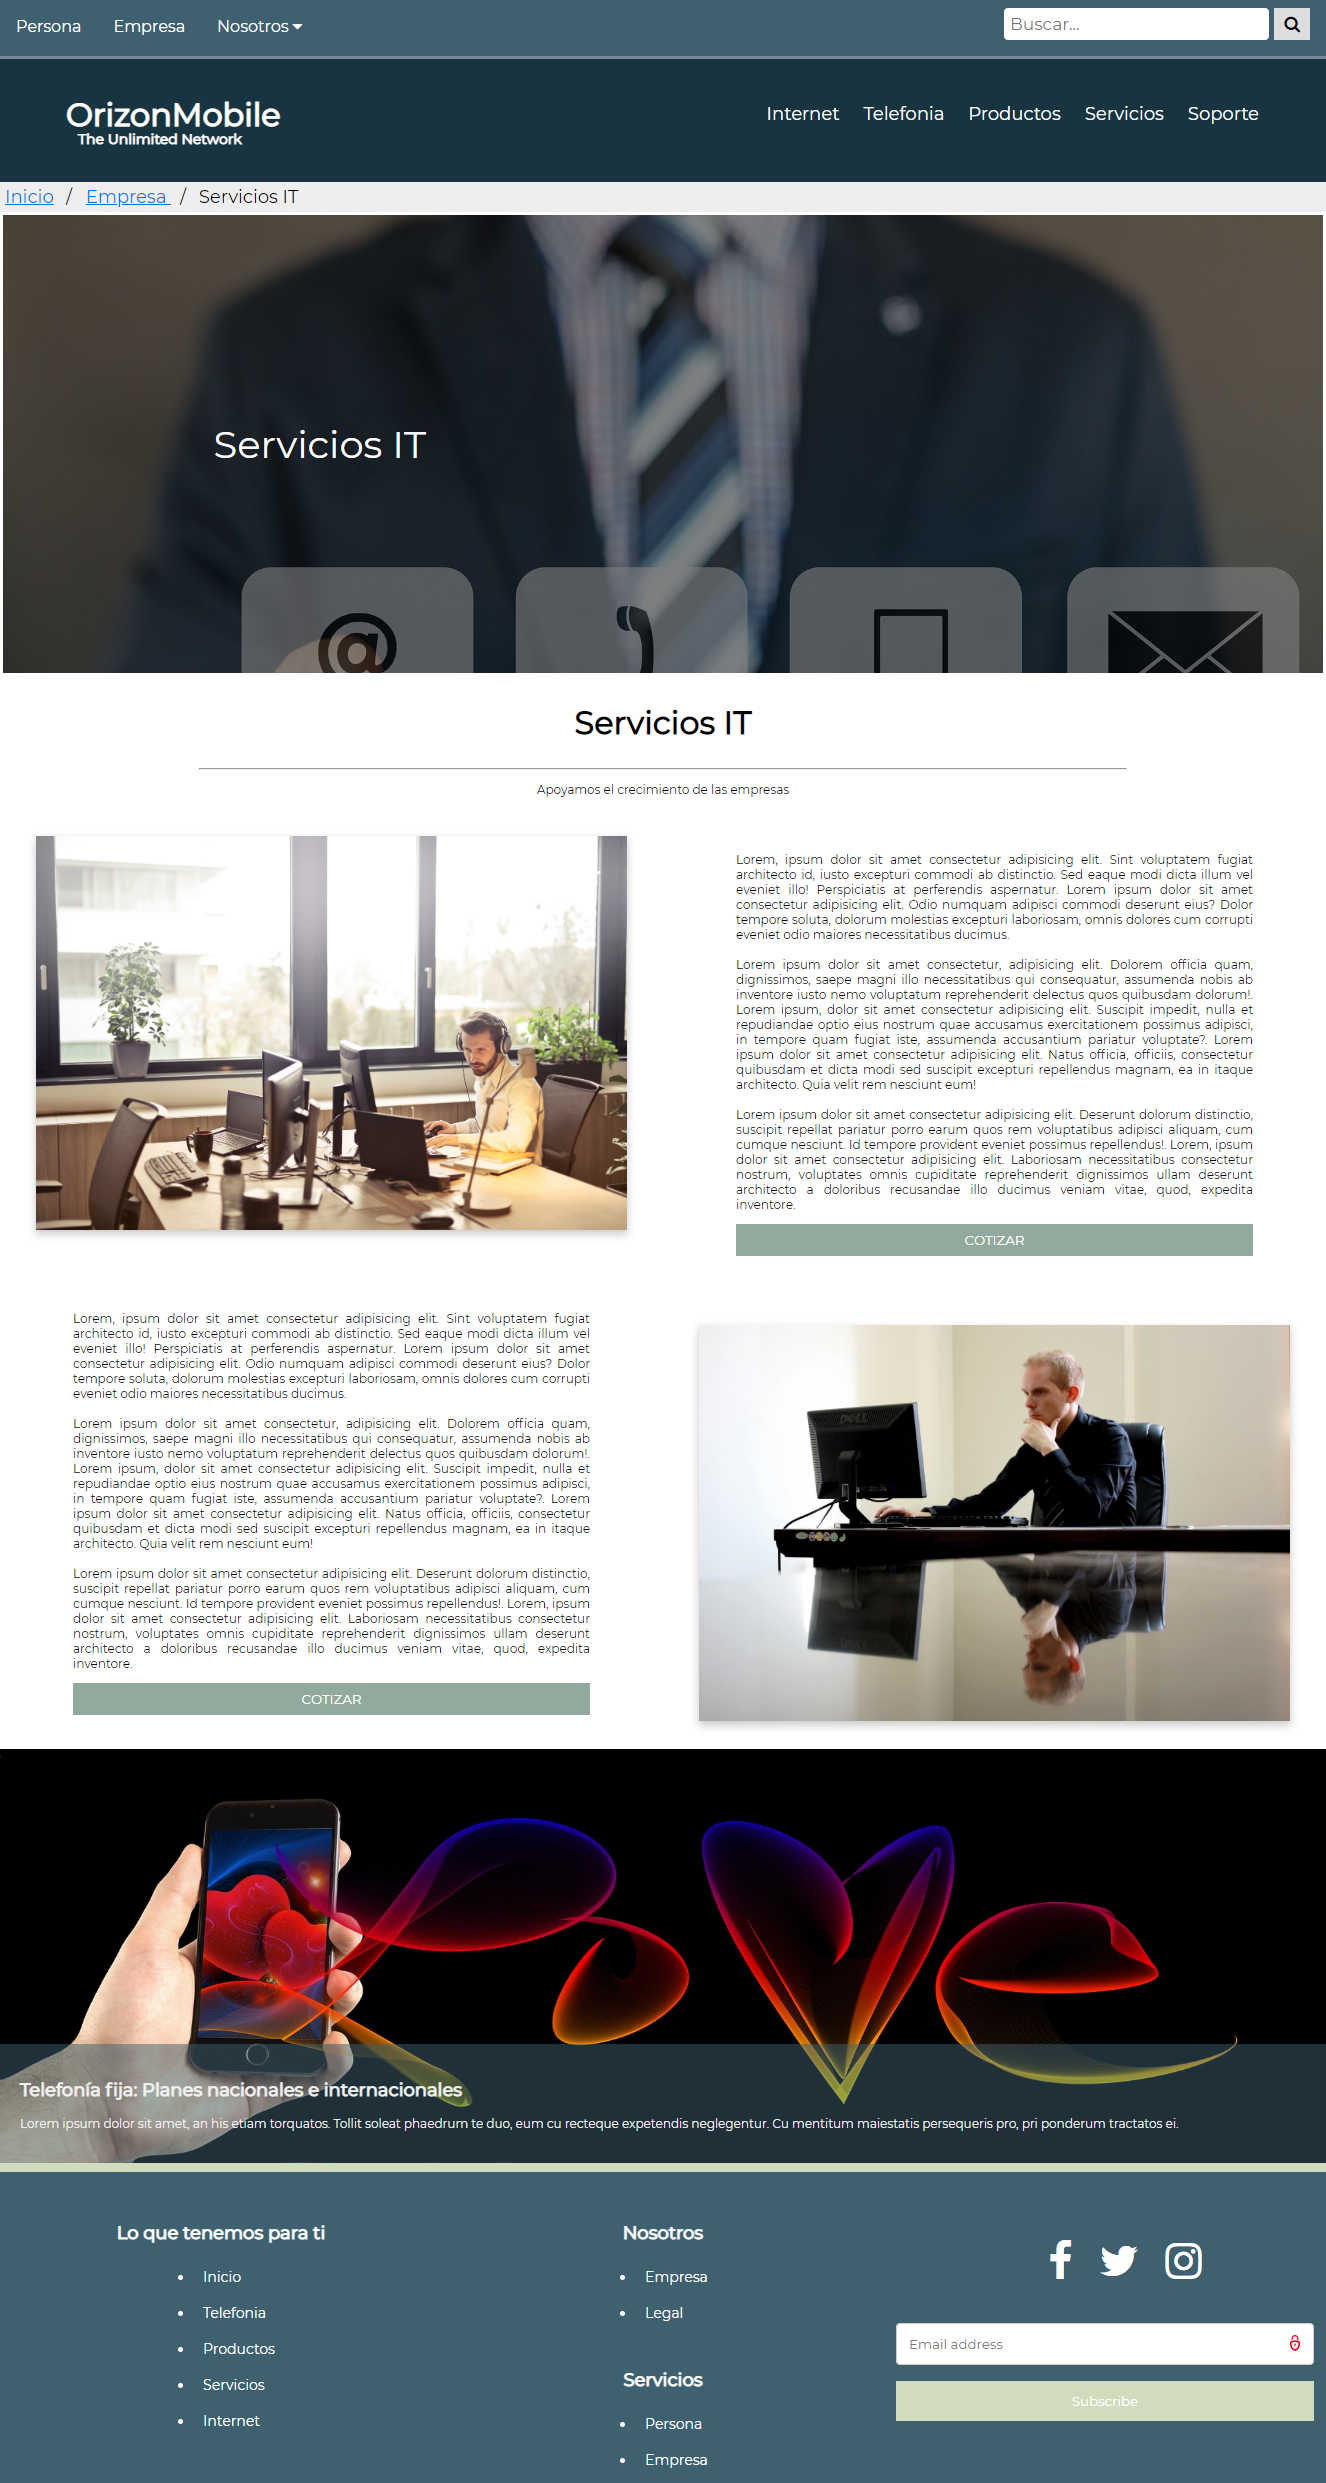 Persona Empresa Nosotros
Buscar...
OrizonMobile
The Unlimited Network
Internet Telefonia Productos Servicios Soporte
Inicio / Empresa / Servicios IT
Servicios IT
@
Servicios IT
Apoyamos el crecimiento de las empresas
Lorem, ipsum dolor sit amet consectetur adipisicing elit. Sint voluptatem fugiat
architecto id, iusto excepturi commodi ab distinctio. Sed eaque modi dicta illum vel
eveniet illo! Perspiciatis at perferendis aspernatur. Lorem ipsum dolor sit amet
consectetur adipisicing elit. Odio numquam adipisci commodi deserunt eius? Dolor
tempore soluta, dolorum molestias excepturi laboriosam, omnis dolores cum corrupti
eveniet odio maiores necessitatibus ducimus.
Lorem ipsum dolor sit amet consectetur, adipisicing elit. Dolorem officia quam,
dignissimos, saepe magni illo necessitatibus qui consequatur, assumenda nobis ab
inventore iusto nemo voluptatum reprehenderit delectus quos quibusdam dolorum!.
Lorem ipsum, dolor sit amet consectetur adipisicing elit. Suscipit impedit, nulla et
repudiandae optio eius nostrum quae accusamus exercitationem possimus adipisci,
in tempore quam fugiat iste, assumenda accusantium pariatur voluptate?. Lorem
ipsum dolor sit amet consectetur adipisicing elit. Natus officia, officiis, consectetur
quibusdam et dicta modi sed suscipit excepturi repellendus magnam, ea in itaque
architecto. Quia velit rem nesciunt eum!
Lorem ipsum dolor sit amet consectetur adipisicing elit. Deserunt dolorum distinctio,
suscipit repellat pariatur porro earum quos rem voluptatibus adipisci aliquam, cum
cumque nesciunt. Id tempore provident eveniet possimus repellendus!. Lorem, ipsum
dolor sit amet consectetur adipisicing elit. Laboriosam necessitatibus consectetur
nostrum, voluptates omnis cupiditate reprehenderit dignissimos ullam deserunt
architecto a doloribus recusandae illo ducimus veniam vitae, quod, expedita
inventore.
COTIZAR
Lorem, ipsum dolor sit amet consectetur adipisicing elit. Sint voluptatem fugiat
architecto id, iusto excepturi commodi ab distinctio. Sed eaque modi dicta illum vel
eveniet illo! Perspiciatis at perferendis aspernatur. Lorem ipsum dolor sit amet
consectetur adipisicing elit. Odio numquam adipisci commodi deserunt eius? Dolor
tempore soluta, dolorum molestias excepturi laboriosam, omnis dolores cum corrupti
eveniet odio maiores necessitatibus ducimus.
Lorem ipsum dolor sit amet consectetur, adipisicing elit. Dolorem officia quam,
dignissimos, saepe magni illo necessitatibus qui consequatur, assumenda nobis ab
inventore iusto nemo voluptatum reprehenderit delectus quos quibusdam dolorum!.
Lorem ipsum, dolor sit amet consectetur adipisicing elit. Suscipit impedit, nulla et
repudiandae optio eius nostrum quae accusamus exercitationem possimus adipisci,
in tempore quam fugiat iste, assumenda accusantium pariatur voluptate?. Lorem
ipsum dolor sit amet consectetur adipisicing elit. Natus officia, officiis, consectetur
quibusdam et dicta modi sed suscipit excepturi repellendus magnam, ea in itaque
architecto. Quia velit rem nesciunt eum!
Lorem ipsum dolor sit amet consectetur adipisicing elit. Deserunt dolorum distinctio,
suscipit repellat pariatur porro earum quos rem voluptatibus adipisci aliquam, cum
cumque nesciunt. Id tempore provident eveniet possimus repellendus!. Lorem, ipsum
dolor sit amet consectetur adipisicing elit. Laboriosam necessitatibus consectetur
nostrum, voluptates omnis cupiditate reprehenderit dignissimos ullam deserunt
architecto a doloribus recusandae illo ducimus veniam vitae, quod, expedita
inventore.
COTIZAR
DELL
Love
Telefonía fija: Planes nacionales e internacionales
Lorem ipsum dolor sit amet, an his etiam torquatos. Tollit soleat phaedrum te duo, eum cu recteque expetendis neglegentur. Cu mentitum maiestatis persequeris pro, pri ponderum tractatos ei.
Lo que tenemos para ti
Inicio
Telefonia
Productos
Servicios
Internet
Nosotros
Empresa
Legal
Servicios
Persona
Empresa
Email address
Subscribe